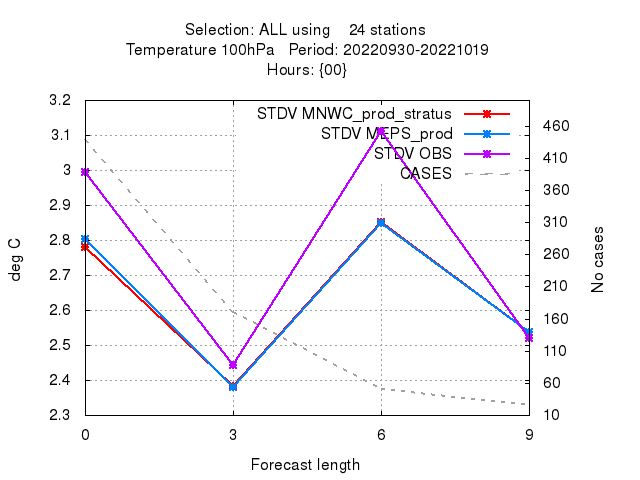 Selection: ALL using    24 stations
Temperature 100hPa   Period: 20220930-20221019
Hours: {00}
STDV MNWC_prod_stratus
STDV MEPS_prod
STDV OBS
CASES
3.2
3.1
3
2.9
2.8
2.7
2.6
2.5
2.4
2.3
deg C
460
410
360
310
260
210
160
110
60
10
No cases
0 3 6 9
Forecast length